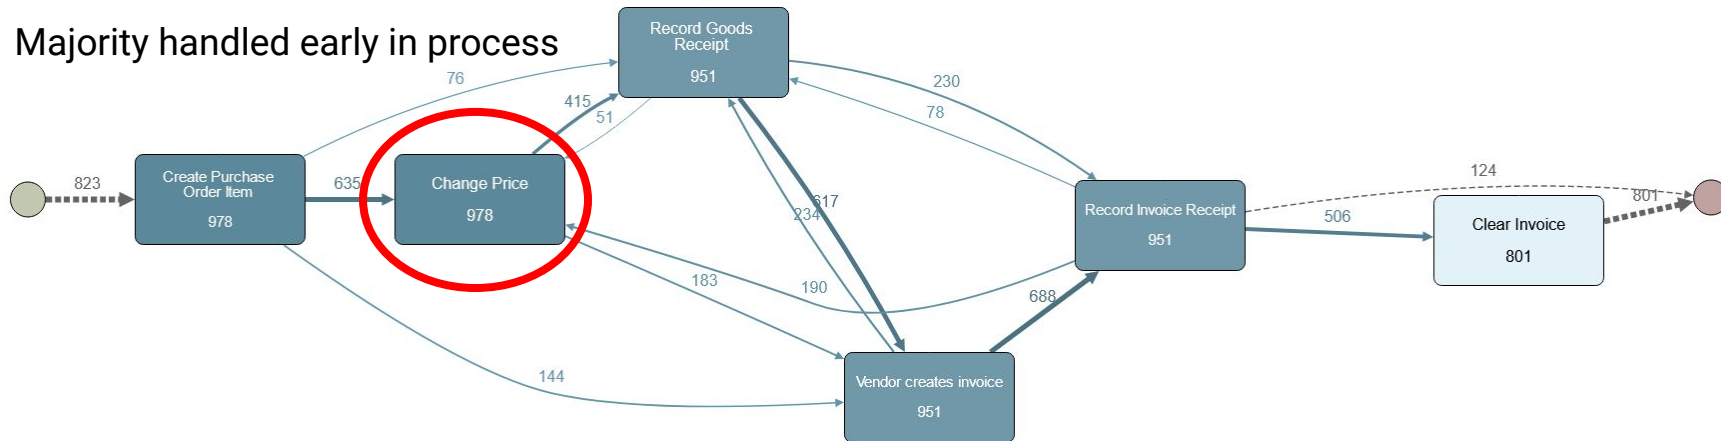 Majority handled early in process
Record Goods
Receipt
951
76
415
51
230
78
823
Create Purchase
Order Item
978
635
Change Price
978
617
234
Record Invoice Receipt
951
124
506
Clear Invoice
801
801
183
190
688
144
Vendor creates invoice
951